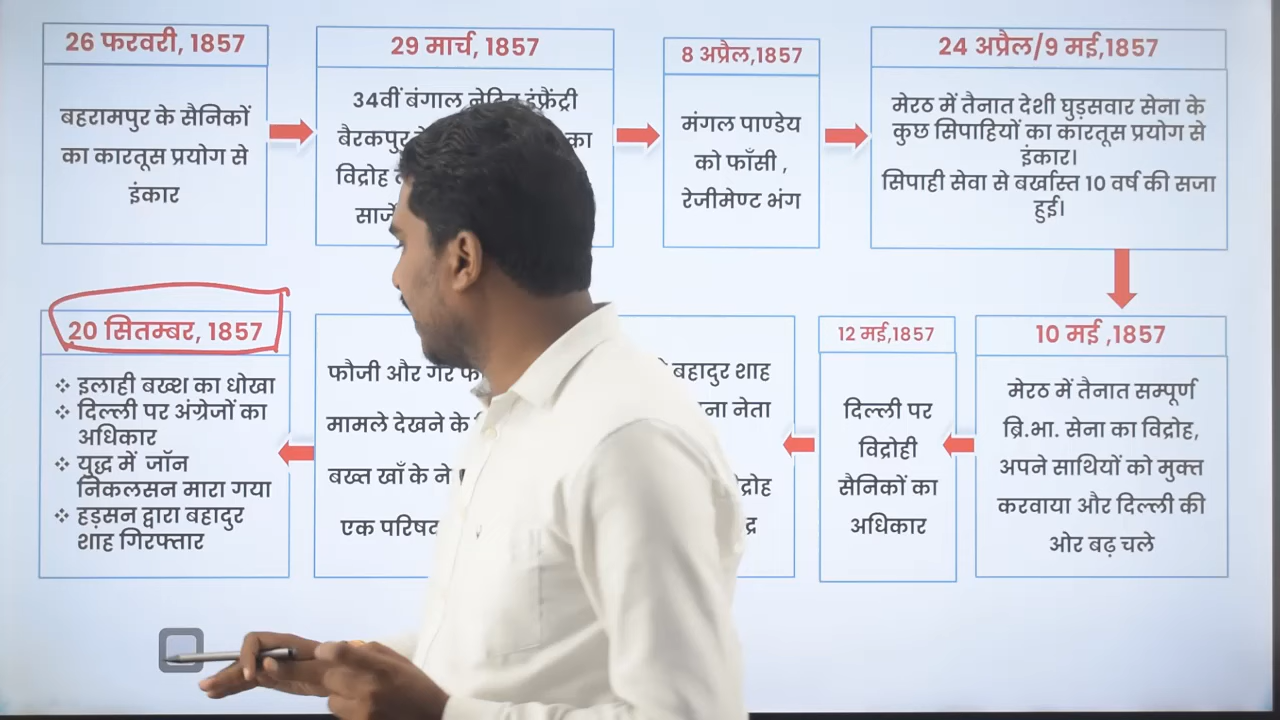 26 फरवरी, 1857
बहरामपुर के सैनिकों
का कारतूस प्रयोग से
इंकार
29 मार्च, 1857
34वीं बंगाल नेटिव इंफ्रैंट्री
बैरकपुर का
विद्रोह
8 अप्रैल,1857
मंगल पाण्डेय
को फाँसी ,
रेजीमेण्ट भंग
24 अप्रैल/9 मई,1857
मेरठ में तैनात देशी घुड़सवार सेना के
कुछ सिपाहियों का कारतूस प्रयोग से
इंकार।
सिपाही सेवा से बर्खास्त 10 वर्ष की सजा
हुई।
10 मई ,1857
मेरठ में तैनात सम्पूर्ण
ब्रि.भा. सेना का विद्रोह,
अपने साथियों को मुक्त
करवाया और दिल्ली की
ओर बढ़ चले
12 मई,1857
दिल्ली पर
विद्रोही
सैनिकों का
अधिकार
बहादुर शाह
नेता
फौजी और गैर
मामले देखने के
बख्त खाँ के
एक
20 सितम्बर, 1857
❖ इलाही बख्श का धोखा
❖ दिल्ली पर अंग्रेजों का
अधिकार
❖ युद्ध में जॉन
निकलसन मारा गया
❖ हड़सन द्वारा बहादुर
शाह गिरफ्तार